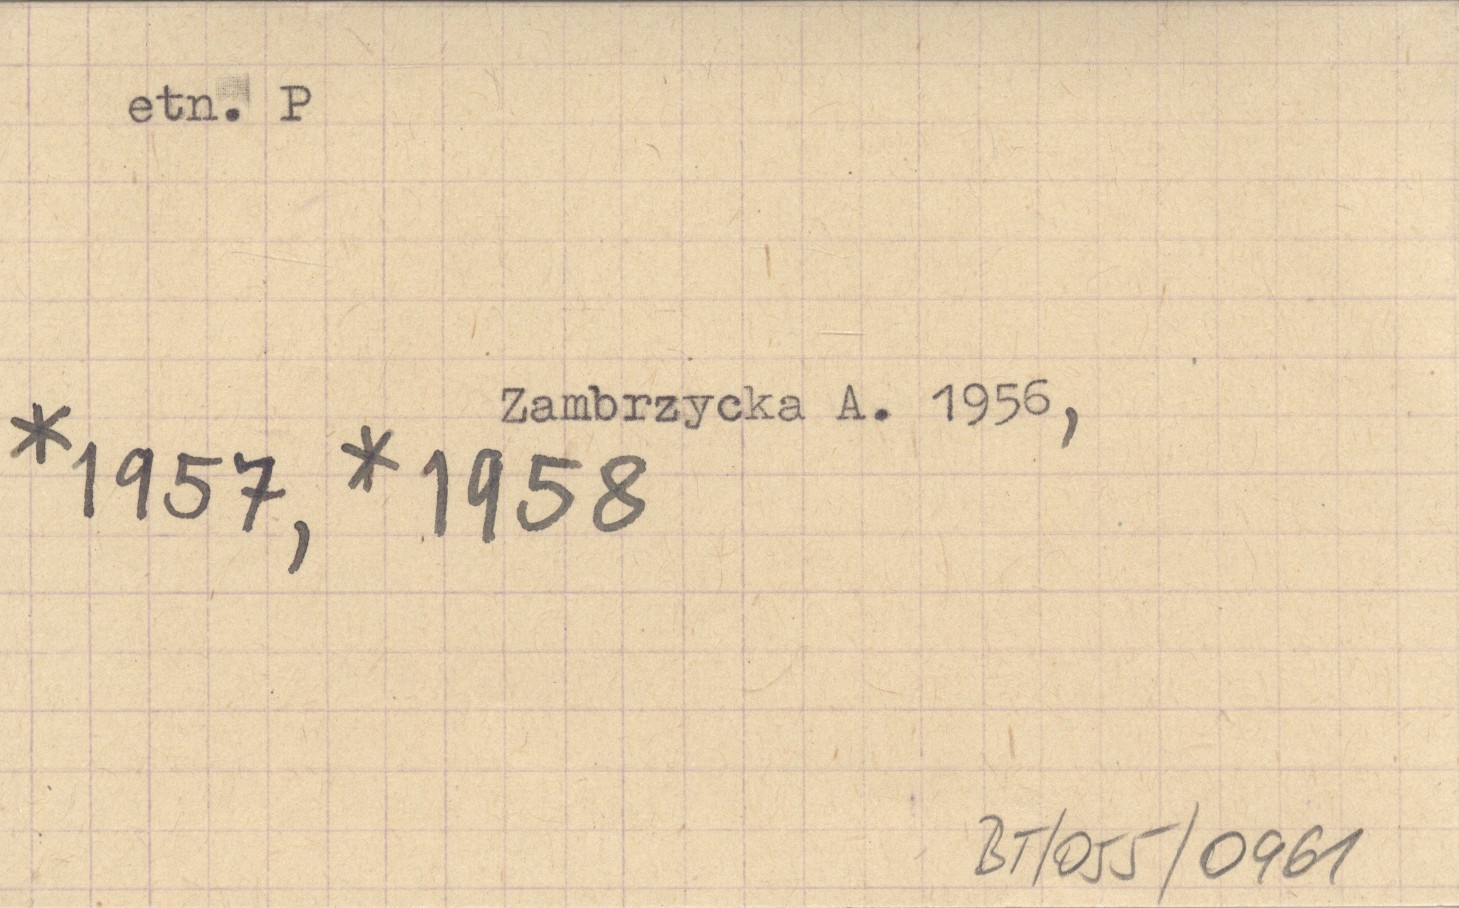 etn. P
Zambrzycka A. 1956,
*1957, *1958
BT/055/0961